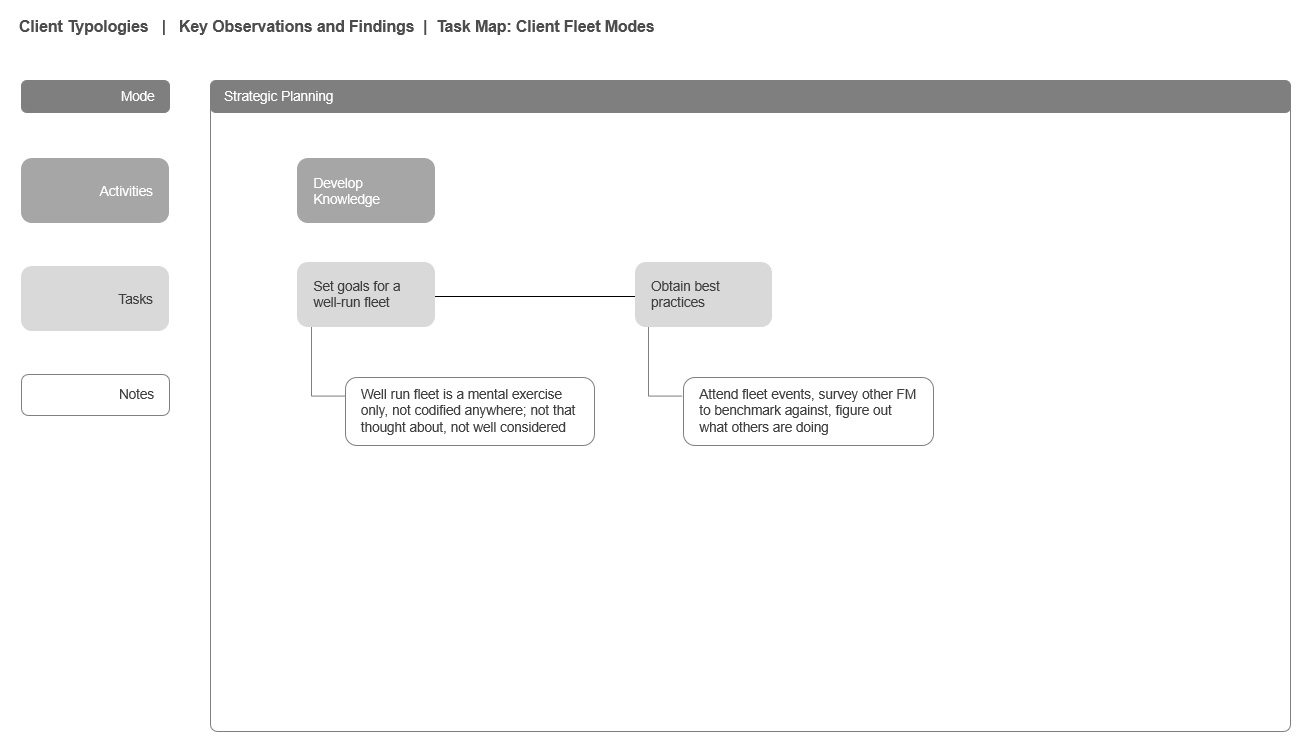 Client Typologies | Key Observations and Findings | Task Map: Client Fleet Modes
Mode
Strategic Planning
Activities
Develop
Knowledge
Tasks
Set goals for a
well-run fleet
Obtain best
practices
Notes
Well run fleet is a mental exercise
only, not codified anywhere; not that
thought about, not well considered
Attend fleet events, survey other FM
to benchmark against, figure out
what others are doing